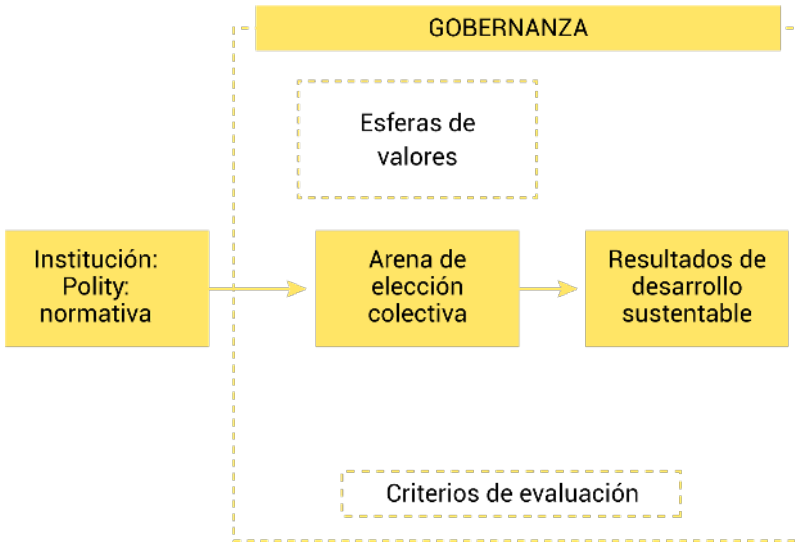 GOBERNANZA
Esferas de
valores
Institución:
Polity:
normativa
Arena de
elección
colectiva
Resultados de
desarrollo
sustentable
Criterios de evaluación